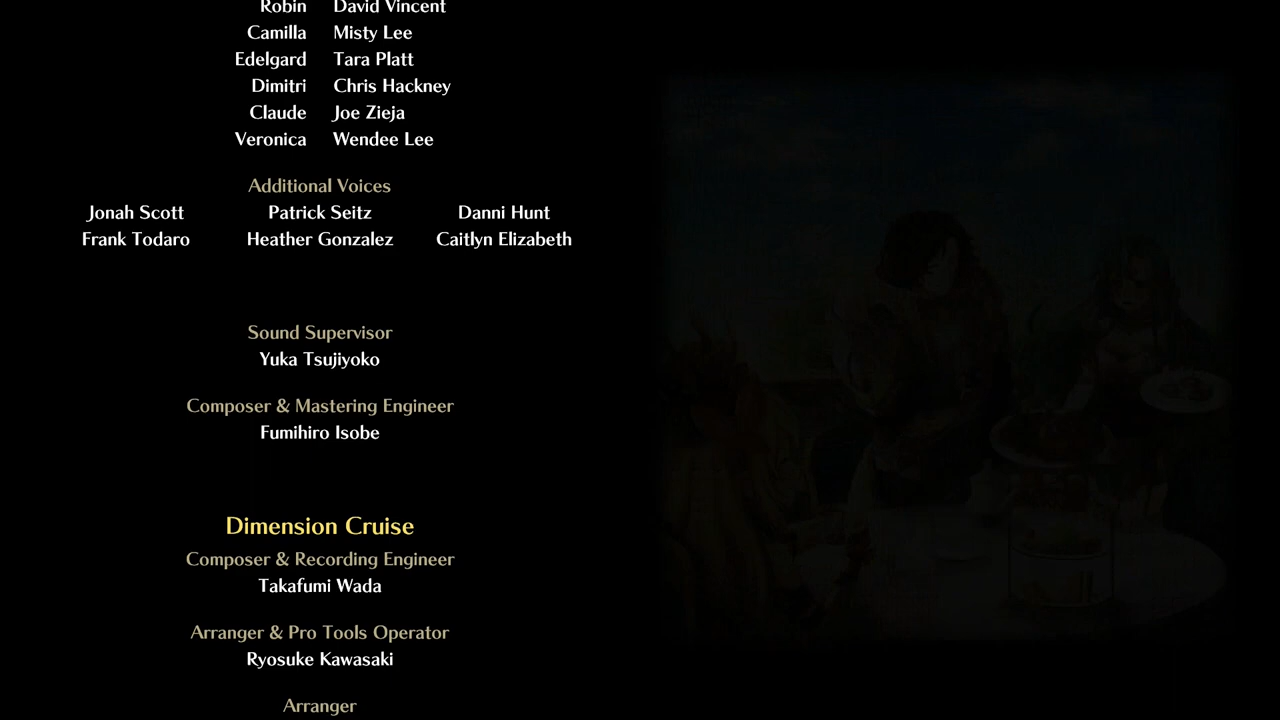 Robin David Vincent
Camilla Misty Lee
Edelgard Tara Platt
Dimitri Chris Hackney
Claude Joe Zieja
Veronica Wendee Lee
Additional Voices
Jonah Scott Patrick Seitz Danni Hunt
Frank Todaro Heather Gonzalez Caitlyn Elizabeth
Sound Supervisor
Yuka Tsujiyoko
Composer & Mastering Engineer
Fumihiro Isobe
Dimension Cruise
Composer & Recording Engineer
Takafumi Wada
Arranger & Pro Tools Operator
Ryosuke Kawasaki
Arranger